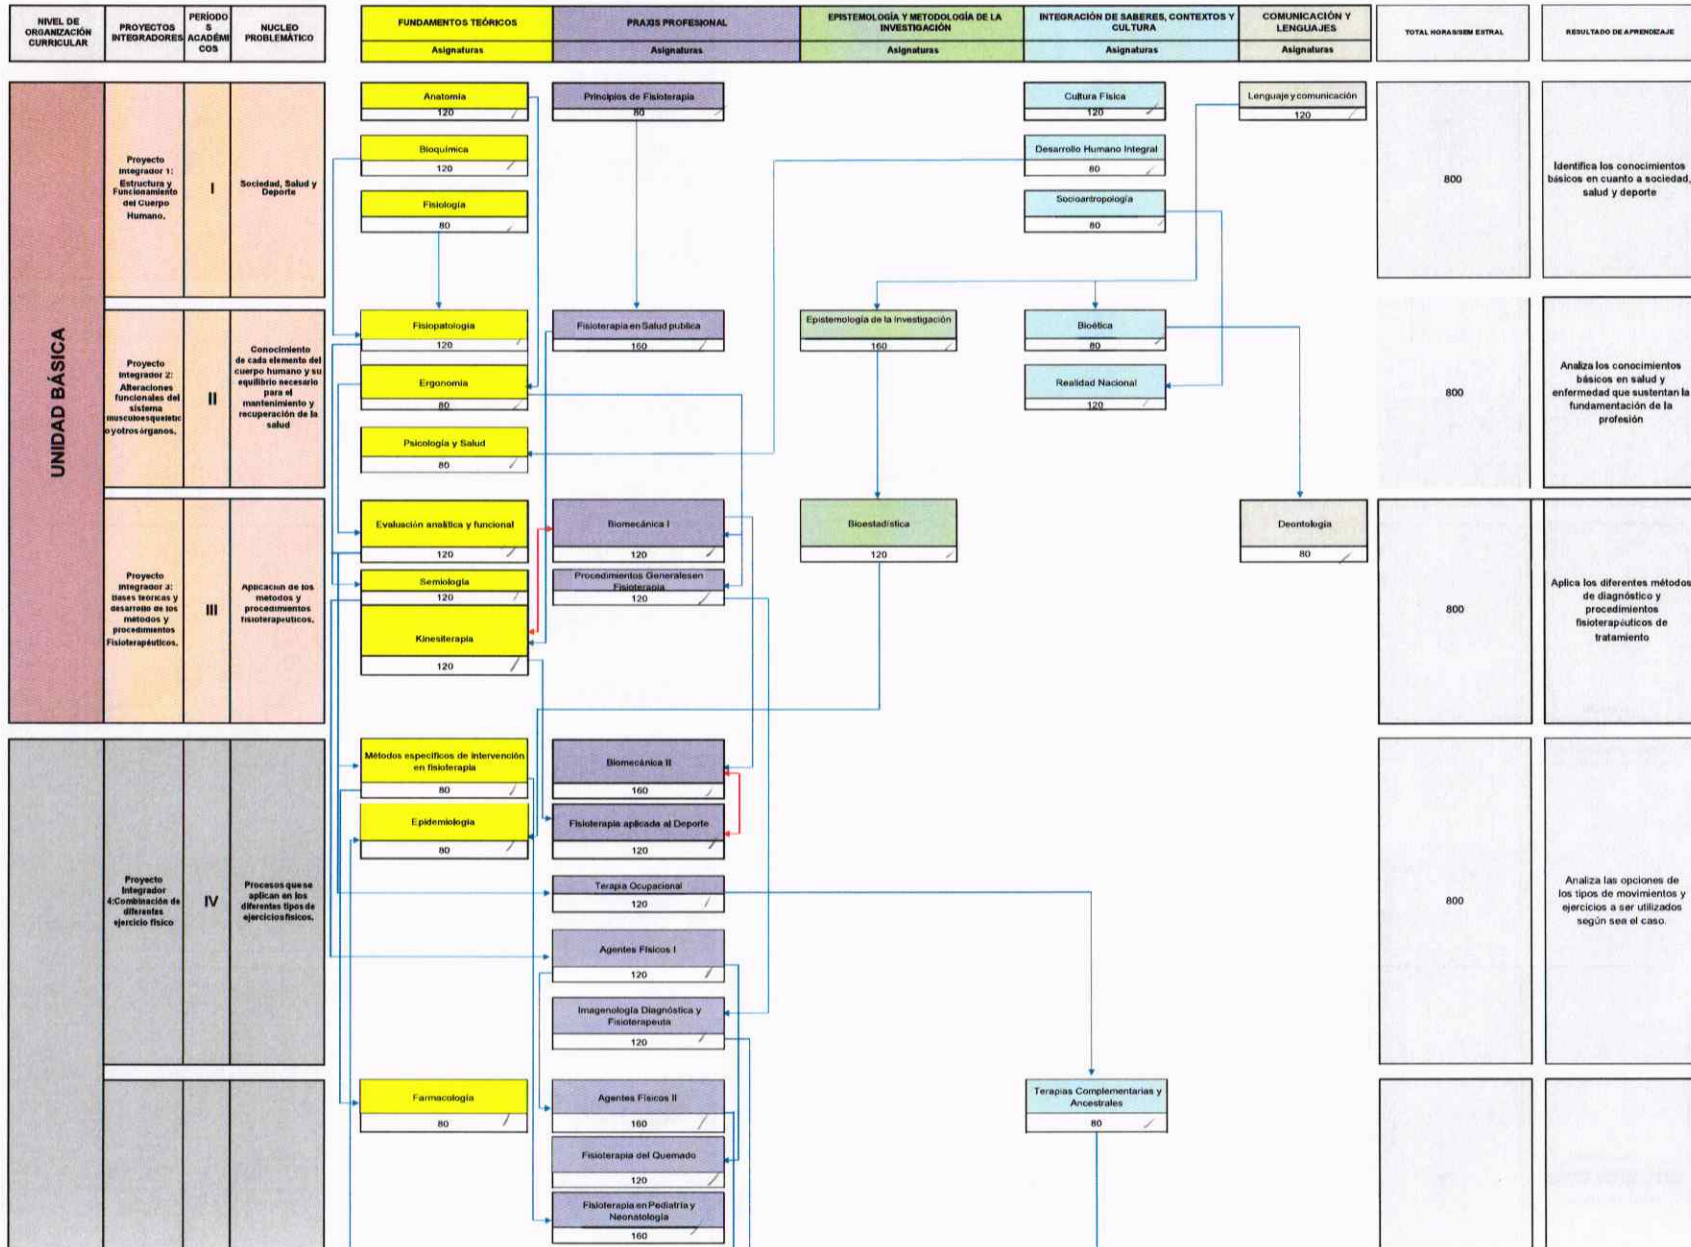 NIVEL DE
ORGANIZACIÓN
CURRICULAR
PROYECTOS
INTEGRADORES
PERÍODO
S
ACADÉMI
COS
NUCLEO
PROBLEMÁTICO
FUNDAMENTOS TEÓRICOS
Asignaturas
PRAXIS PROFESIONAL
Asignaturas
EPISTEMOLOGÍA Y METODOLOGÍA DE LA
INVESTIGACIÓN
Asignaturas
INTEGRACIÓN DE SABERES, CONTEXTOS Y
CULTURA
Asignaturas
COMUNICACIÓN Y
LENGUAJES
Asignaturas
TOTAL HORAS/SEM ESTRAL
RESULTADO DE APRENDIZAJE
UNIDAD BÁSICA
Proyecto
Integrador 1:
Estructura y
Funcionamiento
del Cuerpo
Humano.
I
Sociedad, Salud y
Deporte
Anatomía
120
Bioquímica
120
Fisiología
80
Principios de Fisioterapia
80
Cultura Física
120
Desarrollo Humano Integral
80
Socioantropología
80
Lenguaje y comunicación
120
800
Identifica los conocimientos
básicos en cuanto a sociedad,
salud y deporte
Proyecto
Integrador 2:
Alteraciones
funcionales del
sistema
musculoesqueletic
o y otros órganos.
II
Conocimiento
de cada elemento del
cuerpo humano y su
equilibrio necesario
para el
mantenimiento y
recuperación de la
salud
Fisiopatología
120
Ergonomía
80
Psicología y Salud
80
Fisioterapia en Salud publica
160
Epistemología de la Investigación
160
Bioética
80
Realidad Nacional
120
800
Analiza los conocimientos
básicos en salud y
enfermedad que sustentan la
fundamentación de la
profesión
Proyecto
Integrador 3:
Bases teóricas y
desarrollo de los
métodos y
procedimientos
Fisioterapéuticos.
III
Aplicación de los
métodos y
procedimientos
fisioterapéuticos.
Evaluación analítica y funcional
120
Semiología
120
Kinesiterapia
120
Biomecánica I
120
Procedimientos Generalesen
Fisioterapia
120
Bioestadística
120
Deontología
80
800
Aplica los diferentes métodos
de diagnóstico y
procedimientos
fisioterapéuticos de
tratamiento
Proyecto
Integrador
4:Combinación de
diferentes
ejercicio físico
IV
Procesos que se
aplican en los
diferentes tipos de
ejercicios físicos.
Métodos específicos de intervención
en fisioterapia
80
Epidemiología
80
Biomecánica II
160
Fisioterapia aplicada al Deporte
120
Terapia Ocupacional
120
Agentes Físicos I
120
Imagenología Diagnóstica y
Fisioterapeuta
120
800
Analiza las opciones de
los tipos de movimientos y
ejercicios a ser utilizados
según sea el caso.
Farmacología
80
Agentes Físicos II
160
Fisioterapia del Quemado
120
Fisioterapia en Pediatría y
Neonatología
160
Terapias Complementarias y
Ancestrales
80